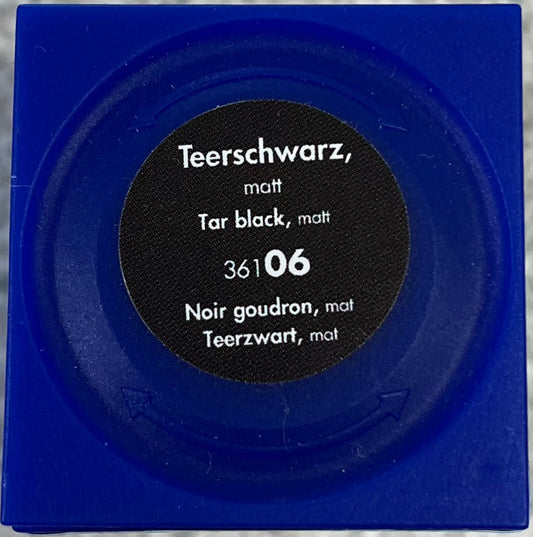 Teerschwarz,
matt
Tar black, matt
36106
Noir goudron, mat
Teerzwart, mat